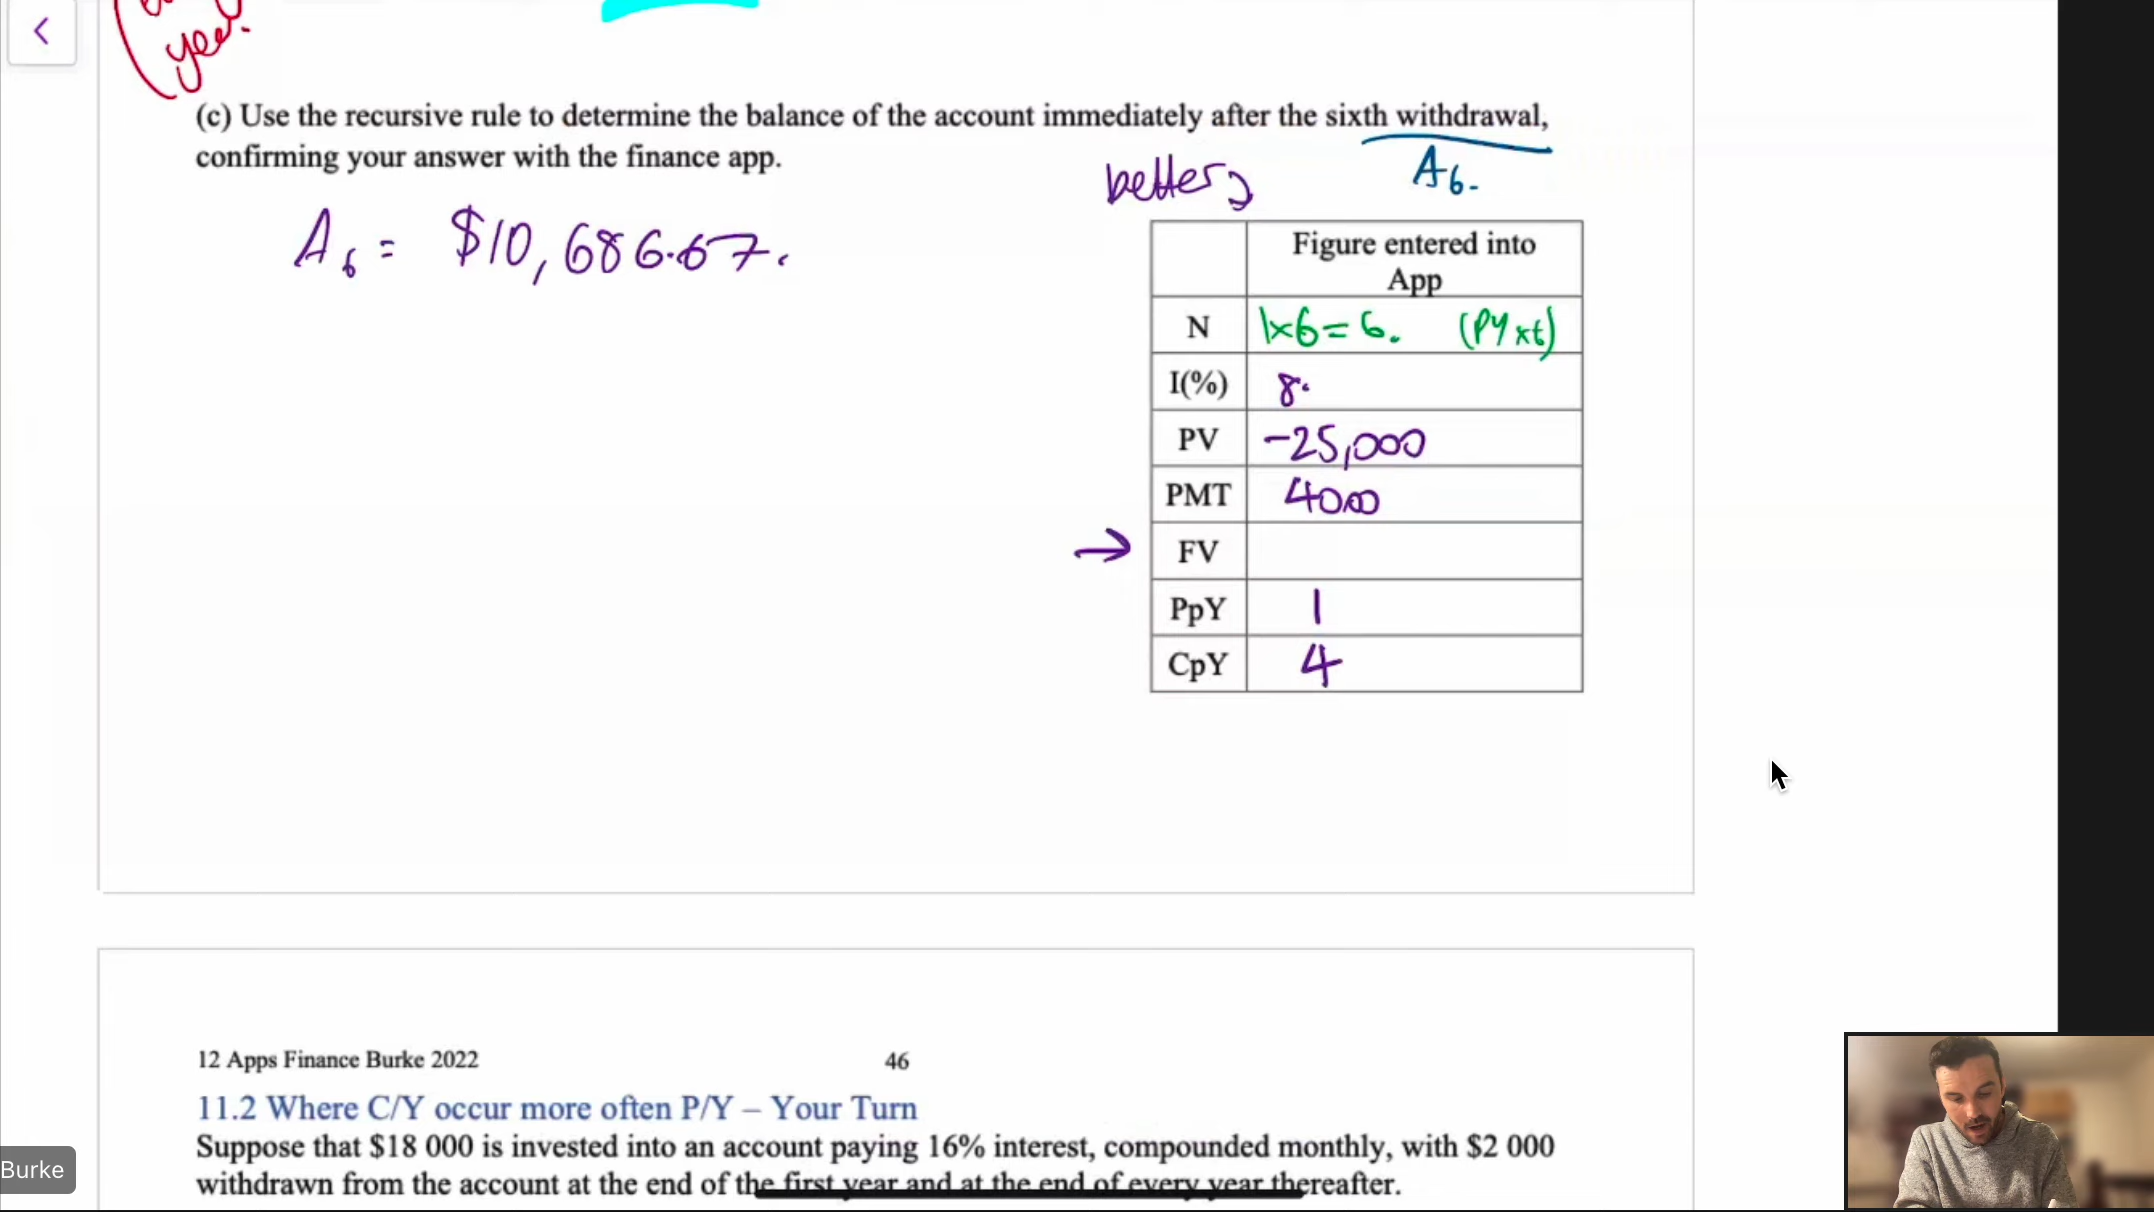 yee.
(c) Use the recursive rule to determine the balance of the account immediately after the sixth withdrawal,
confirming your answer with the finance app.
better
A6.
A6 = $10,686.67.
Figure entered into
App
N 1×6=6. (PY×t)
I(%) 8.
PV -25,000
PMT 4000
→ FV
PpY 1
CpY 4
12 Apps Finance Burke 2022 46
11.2 Where C/Y occur more often P/Y – Your Turn
Suppose that $18 000 is invested into an account paying 16% interest, compounded monthly, with $2 000
withdrawn from the account at the end of the first year and at the end of every year thereafter.
Burke